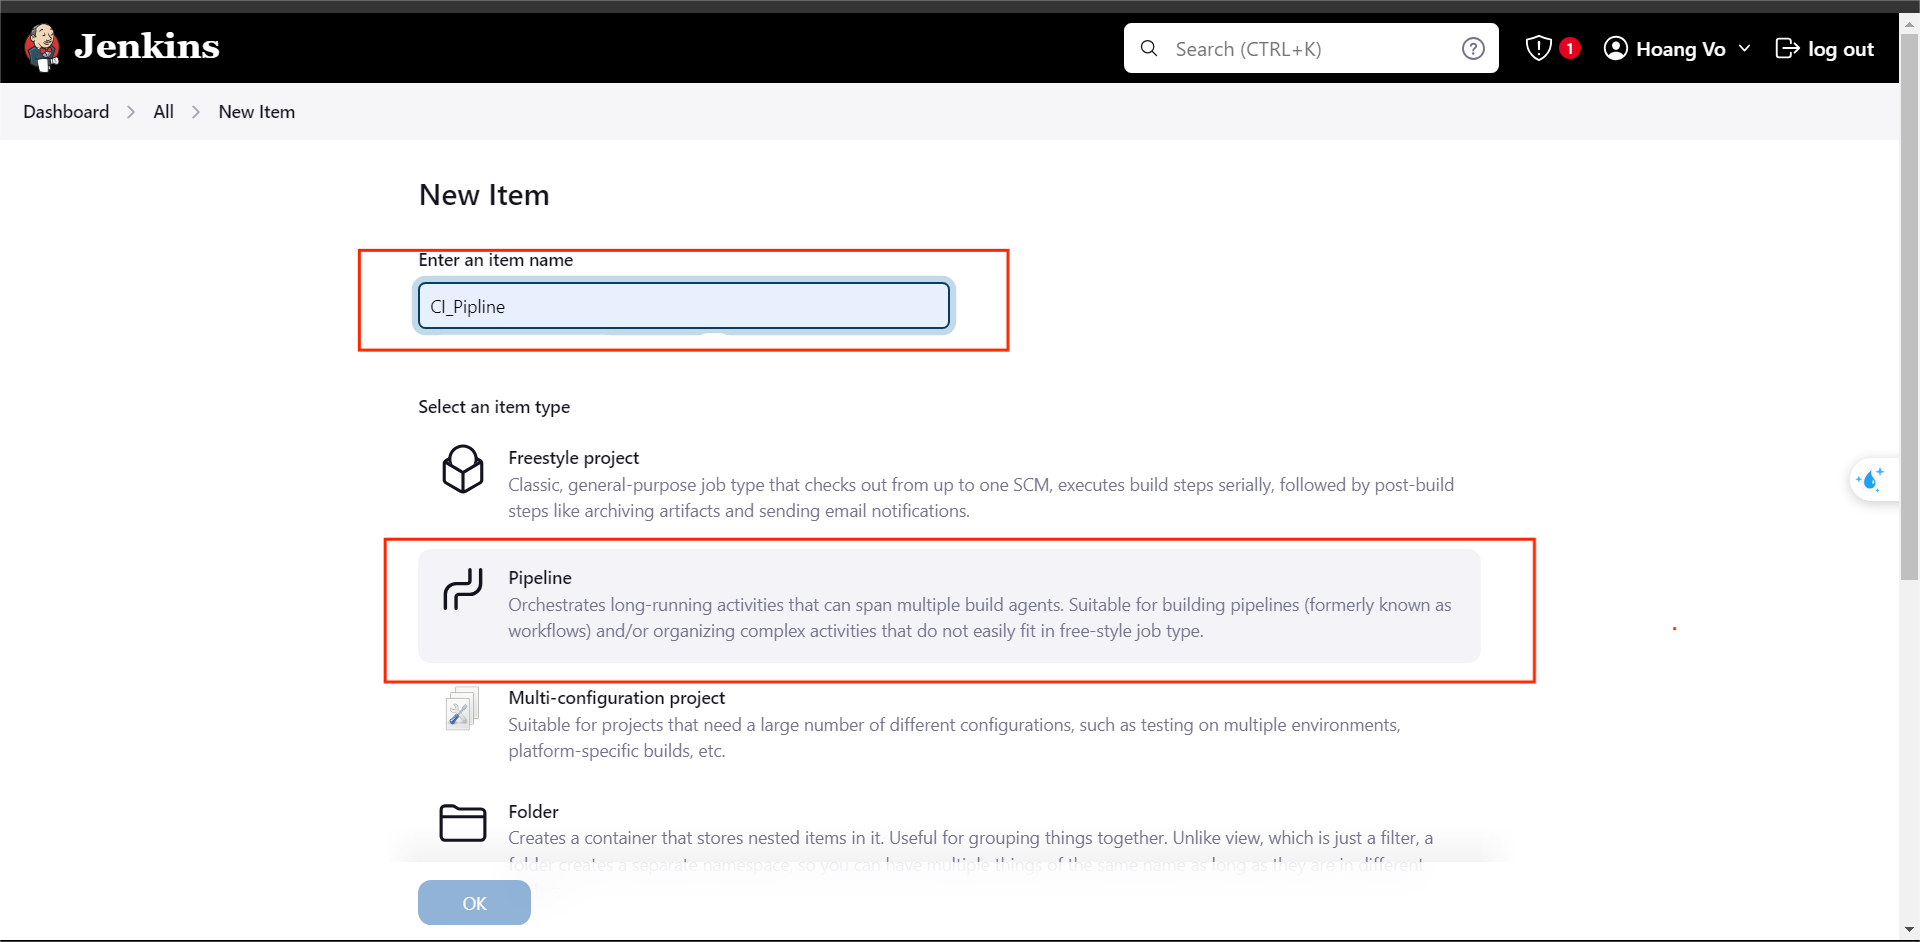 Jenkins
Search (CTRL+K)
1
Hoang Vo
log out
Dashboard
All
New Item
New Item
Enter an item name
CI_Pipline
Select an item type
Freestyle project
Classic, general-purpose job type that checks out from up to one SCM, executes build steps serially, followed by post-build
steps like archiving artifacts and sending email notifications.
Pipeline
Orchestrates long-running activities that can span multiple build agents. Suitable for building pipelines (formerly known as
workflows) and/or organizing complex activities that do not easily fit in free-style job type.
Multi-configuration project
Suitable for projects that need a large number of different configurations, such as testing on multiple environments,
platform-specific builds, etc.
Folder
Creates a container that stores nested items in it. Useful for grouping things together. Unlike view, which is just a filter, a
folder creates a separate namespace, so you can have multiple things of the same name as long as they are in different
OK